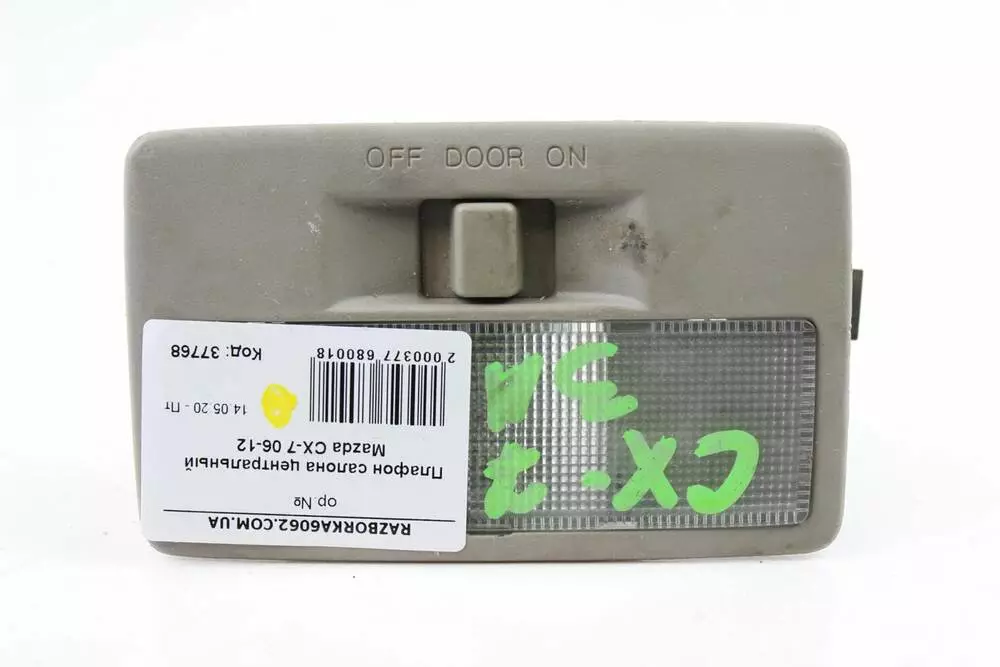 OFF DOOR ON
RAZBORKA6062.COM.UA
ор.№
Плафон салона центральный
Mazda CX-7 06-12
14.05.20 - Пт
2 000377 680018
Код: 37768
CX-7